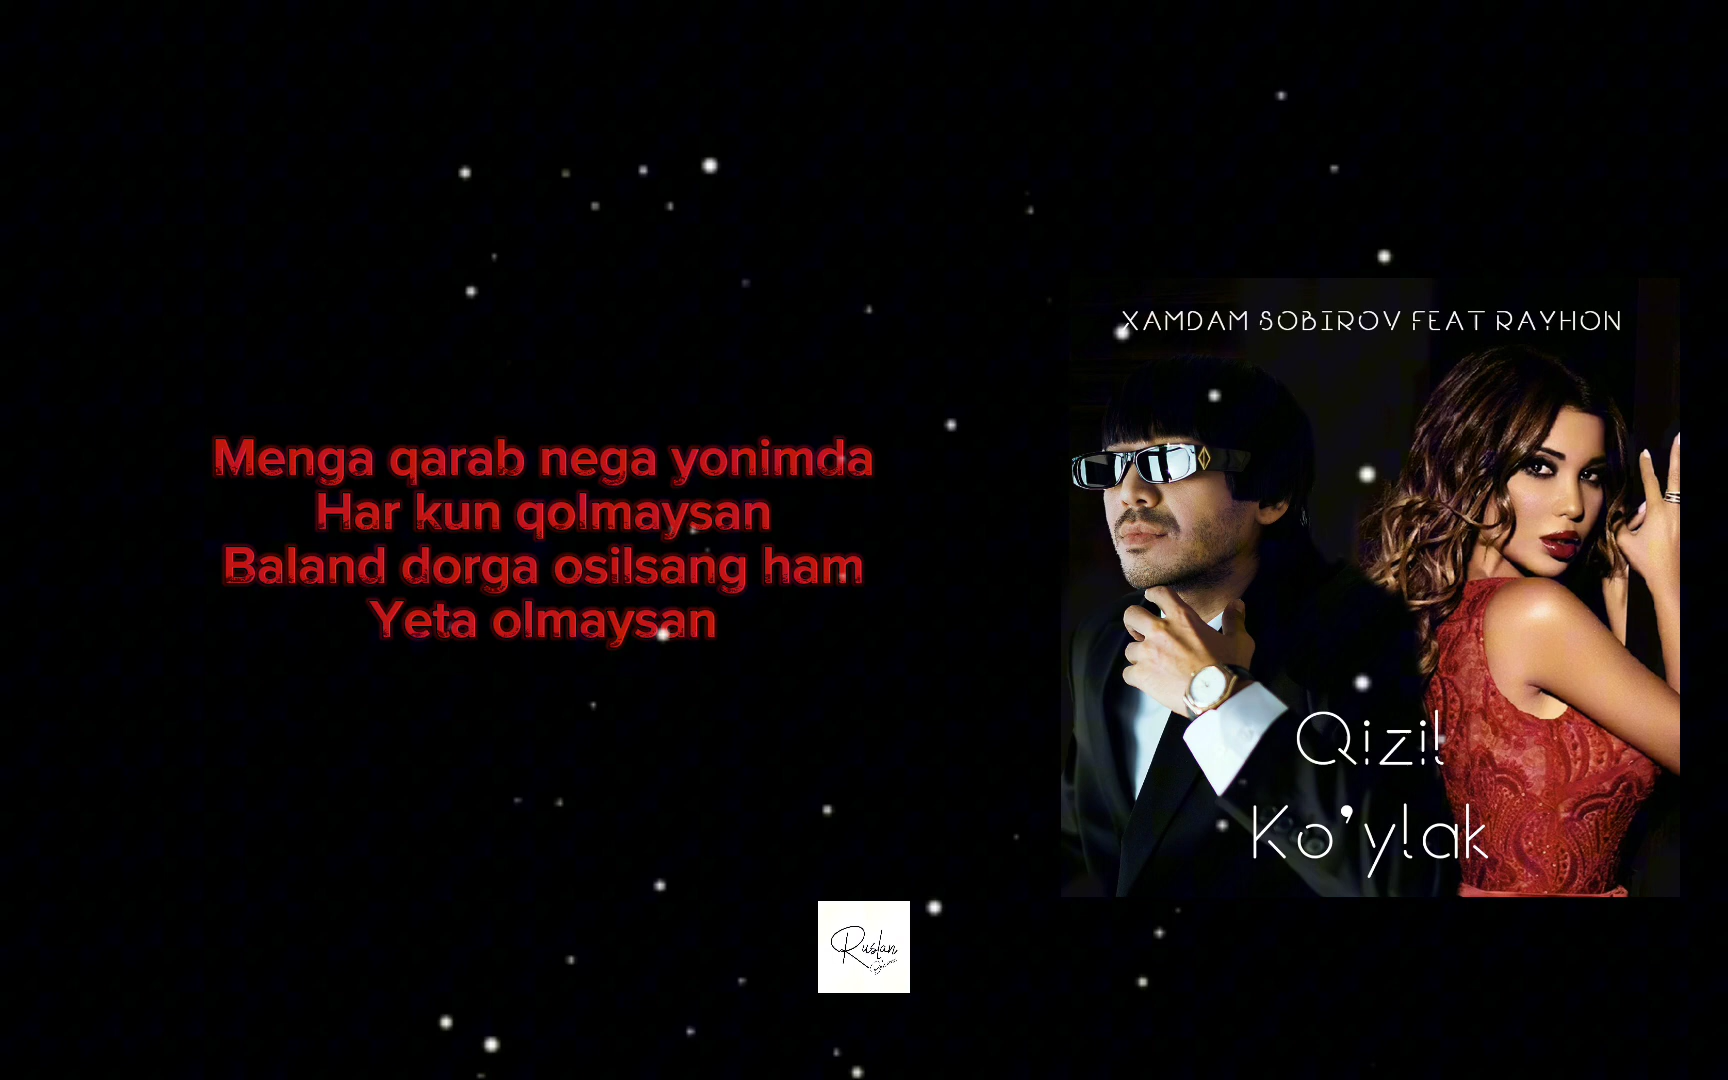 Menga qarab nega yonimda
Har kun qolmaysan
Baland dorga osilsang ham
Yeta olmaysan
XAMDAM SOBIROV FEAT RAYHON
Qizil
Ko'ylak
Ruslan